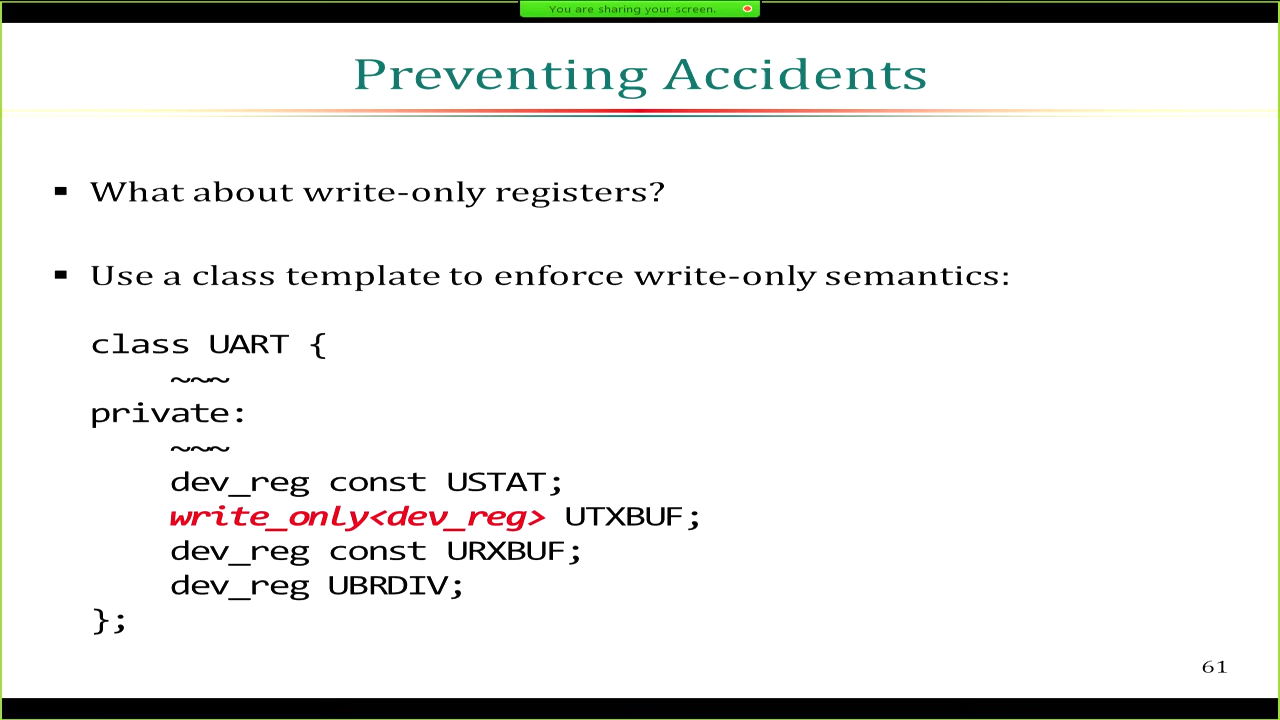 You are sharing your screen.
Preventing Accidents
▪ What about write-only registers?
▪ Use a class template to enforce write-only semantics:
class UART {
~~~
private:
~~~
dev_reg const USTAT;
write_only<dev_reg> UTXBUF;
dev_reg const URXBUF;
dev_reg UBRDIV;
};
61